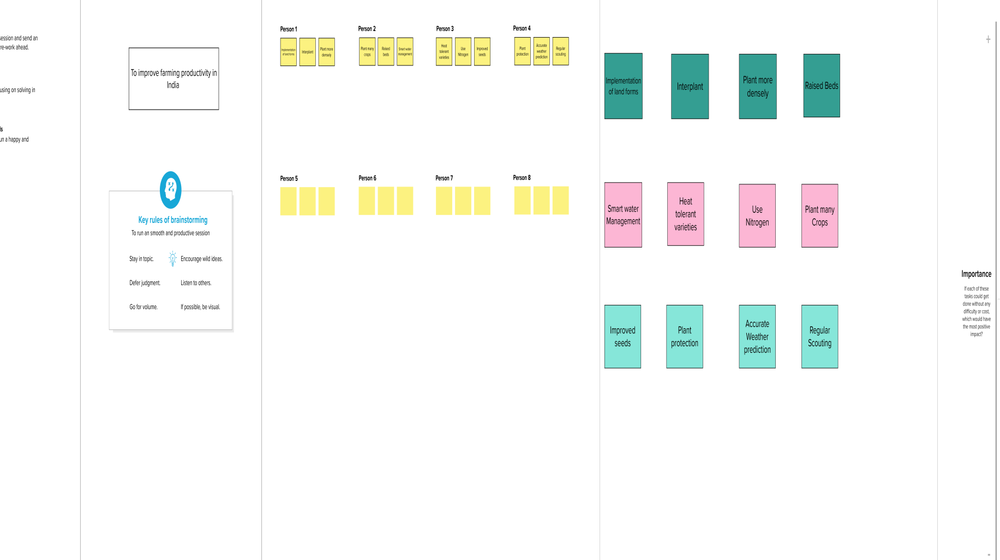 session and send an
re-work ahead.
using on solving in
ls
un a happy and
To improve farming productivity in
India
Key rules of brainstorming
To run an smooth and productive session
Stay in topic.
Encourage wild ideas.
Defer judgment.
Listen to others.
Go for volume.
If possible, be visual.
Person 1
Implementation
of land forms
Interplant
Plant more
densely
Person 2
Plant many
crops
Raised
beds
Smart water
management
Person 3
Heat
tolerant
varieties
Use
Nitrogen
Improved
seeds
Person 4
Plant
protection
Accurate
weather
prediction
Regular
scouting
Person 5
Person 6
Person 7
Person 8
Implementation
of land forms
Interplant
Plant more
densely
Raised Beds
Smart water
Management
Heat
tolerant
varieties
Use
Nitrogen
Plant many
Crops
Improved
seeds
Plant
protection
Accurate
Weather
prediction
Regular
Scouting
Importance
If each of these
tasks could get
done without any
difficulty or cost,
which would have
the most positive
impact?